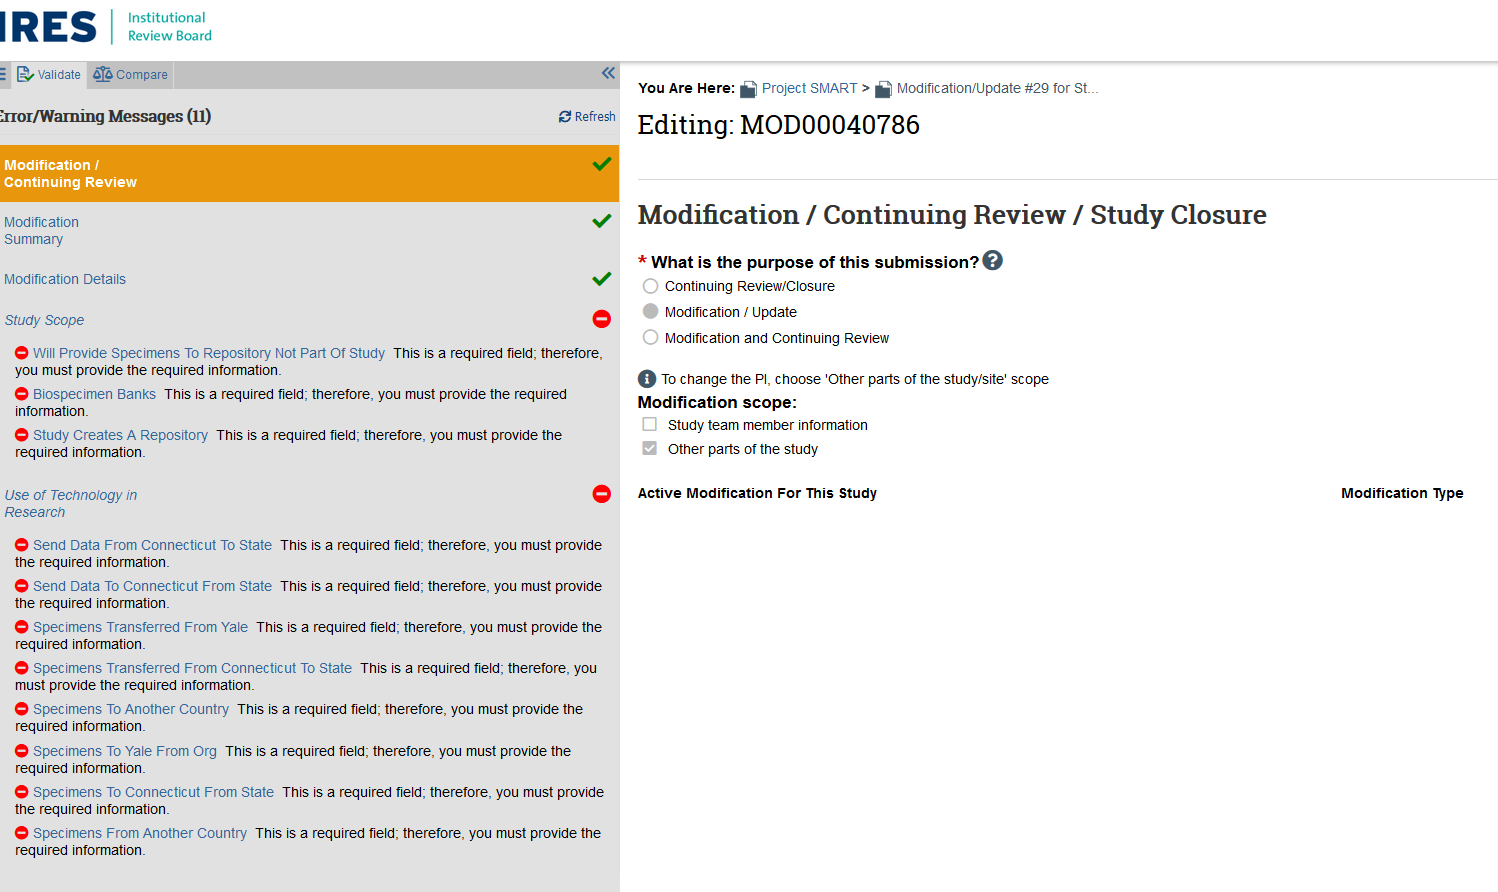 IRES
Institutional
Review Board
Validate
Compare
Error/Warning Messages (11)
Refresh
Modification /
Continuing Review
Modification
Summary
Modification Details
Study Scope
Will Provide Specimens To Repository Not Part Of Study This is a required field; therefore,
you must provide the required information.
Biospecimen Banks This is a required field; therefore, you must provide the required
information.
Study Creates A Repository This is a required field; therefore, you must provide the
required information.
Use of Technology in
Research
Send Data From Connecticut To State This is a required field; therefore, you must provide
the required information.
Send Data To Connecticut From State This is a required field; therefore, you must provide
the required information.
Specimens Transferred From Yale This is a required field; therefore, you must provide the
required information.
Specimens Transferred From Connecticut To State This is a required field; therefore, you
must provide the required information.
Specimens To Another Country This is a required field; therefore, you must provide the
required information.
Specimens To Yale From Org This is a required field; therefore, you must provide the
required information.
Specimens To Connecticut From State This is a required field; therefore, you must provide
the required information.
Specimens From Another Country This is a required field; therefore, you must provide the
required information.
You Are Here: Project SMART > Modification/Update #29 for St...
Editing: MOD00040786
Modification / Continuing Review / Study Closure
* What is the purpose of this submission?
Continuing Review/Closure
Modification / Update
Modification and Continuing Review
To change the PI, choose 'Other parts of the study/site' scope
Modification scope:
Study team member information
Other parts of the study
Active Modification For This Study
Modification Type